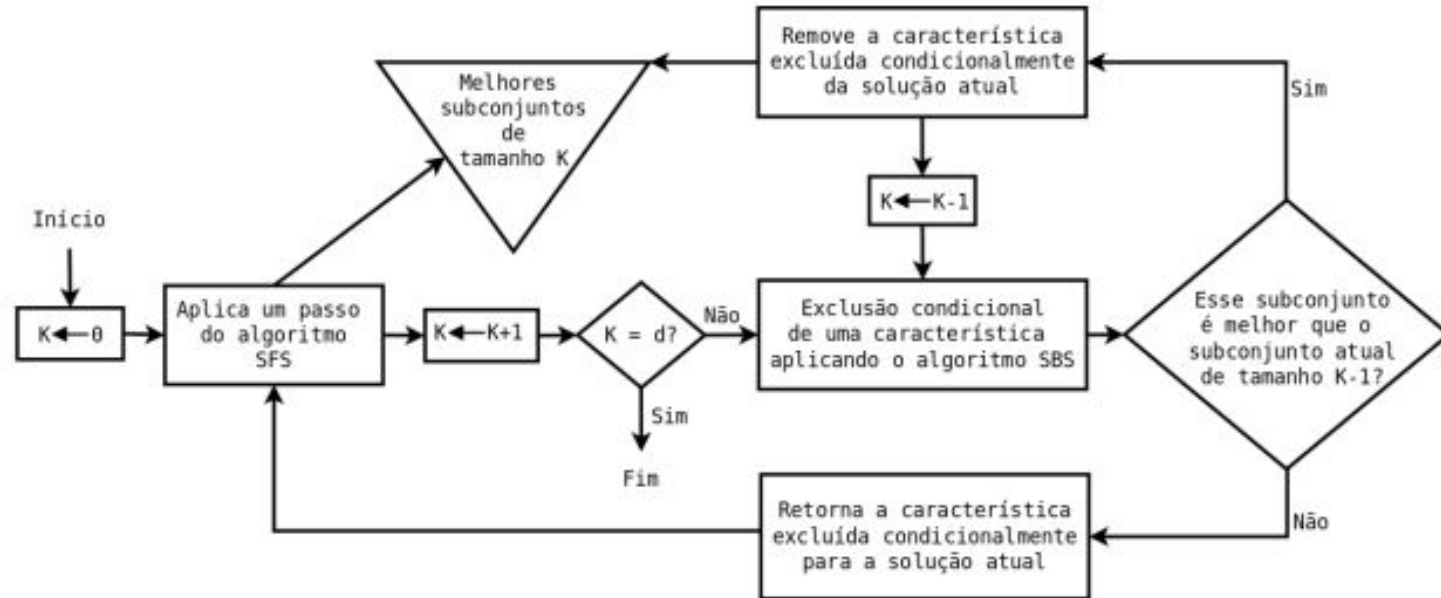 Início
K←0
Aplica um passo
do algoritmo
SFS
Melhores
subconjuntos
de
tamanho K
K←K+1
K = d?
Não
Sim
Fim
Exclusão condicional
de uma característica
aplicando o algoritmo SBS
Esse subconjunto
é melhor que o
subconjunto atual
de tamanho K-1?
Sim
Remove a característica
excluída condicionalmente
da solução atual
K←K-1
Não
Retorna a característica
excluída condicionalmente
para a solução atual